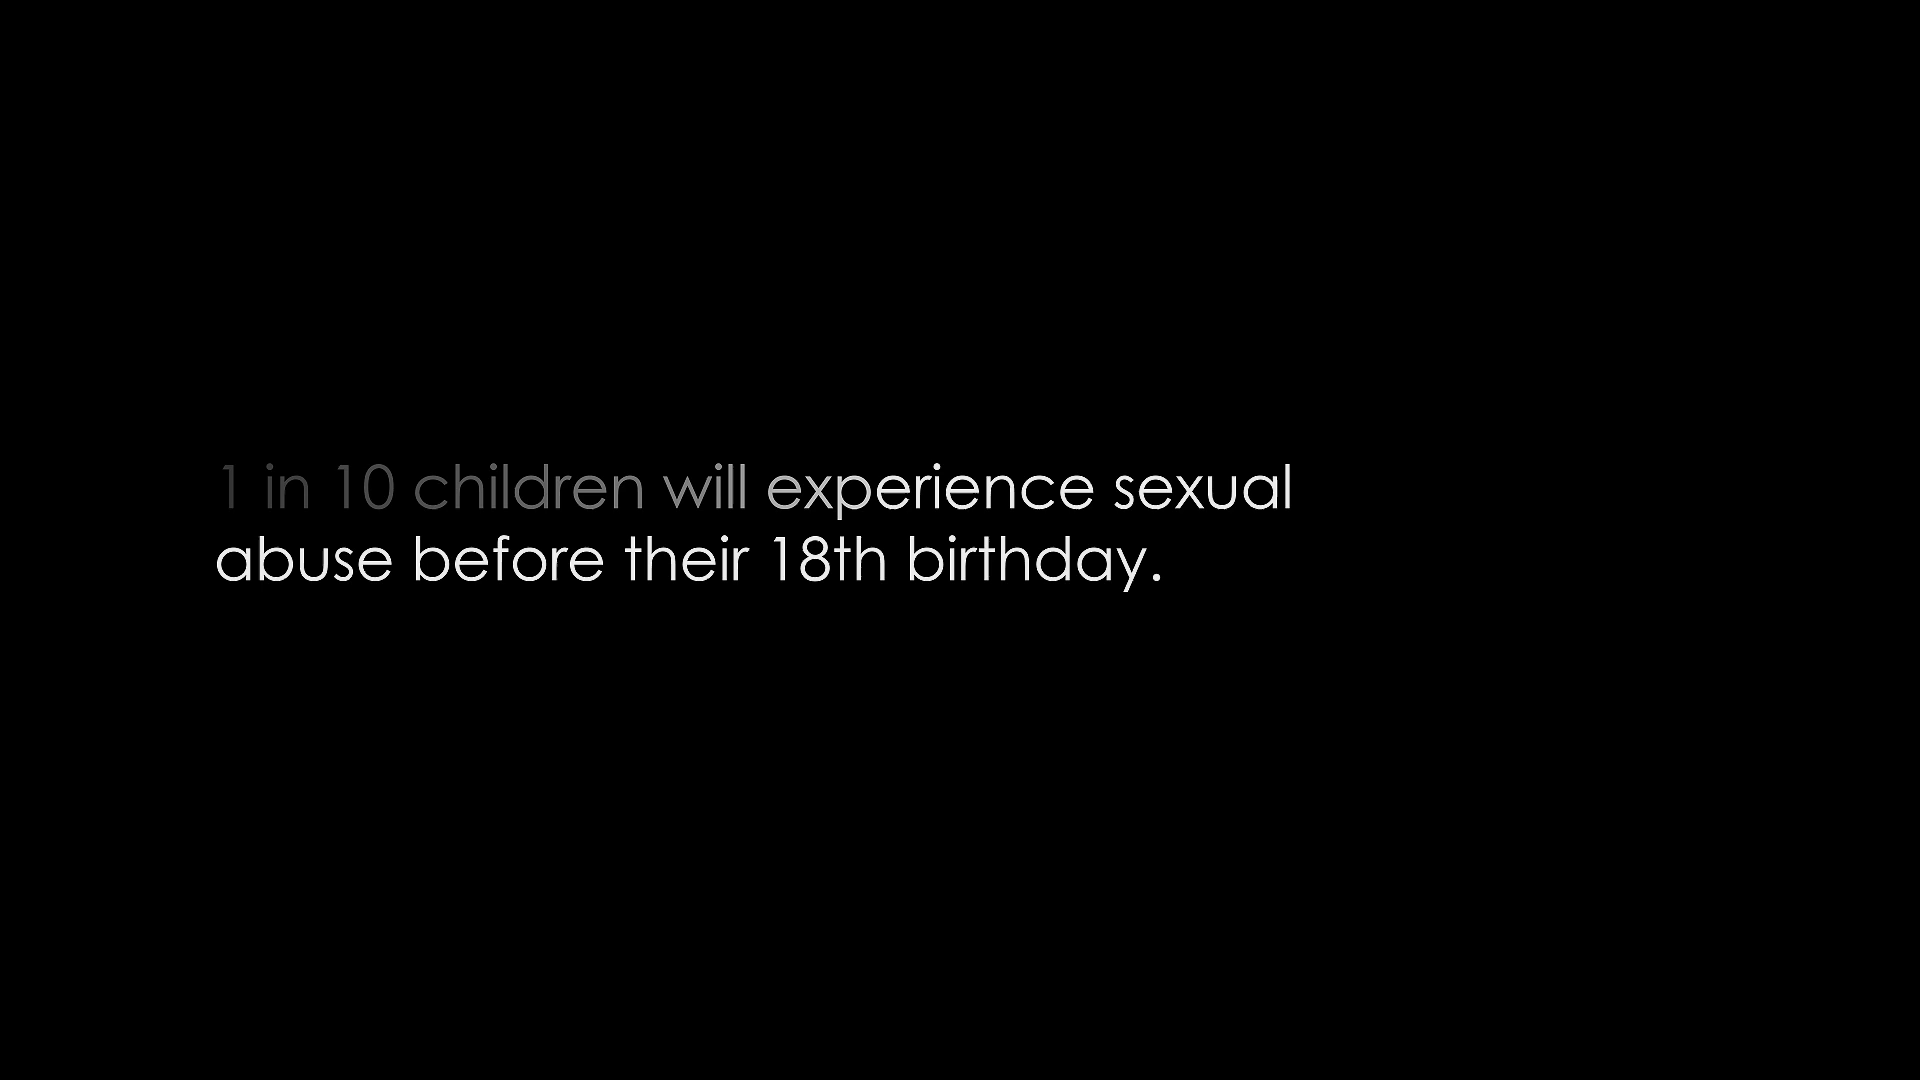 1 in 10 children will experience sexual
abuse before their 18th birthday.